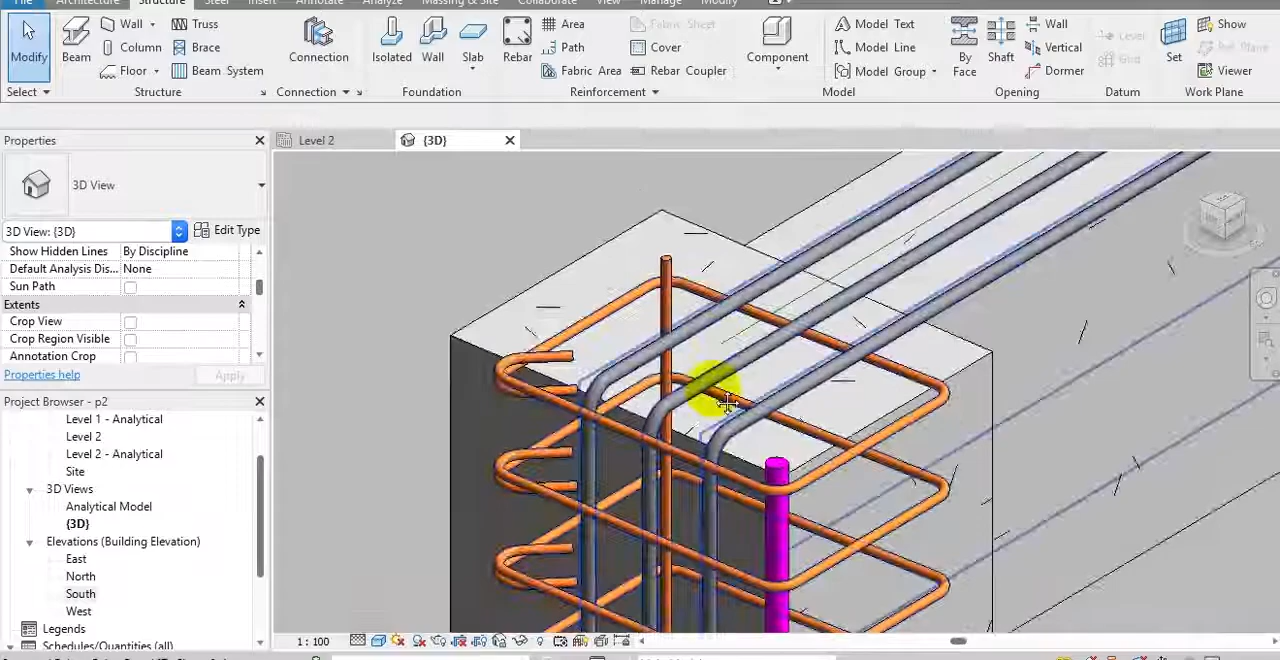 File Architecture Structure Steel Insert Annotate Analyze Massing & Site Collaborate View Manage Modify
Wall Truss Area Fabric Sheet Model Text Wall Level Show
Column Brace Path Cover Model Line Vertical Grid Ref Plane
Floor Beam System Fabric Area Rebar Coupler Model Group Dormer Viewer
Modify Beam Connection Isolated Wall Slab Rebar Component By Face Shaft Set
Select Structure Connection Foundation Reinforcement Model Opening Datum Work Plane
Properties
Level 2
{3D}
3D View
3D View: {3D}
Edit Type
Show Hidden Lines By Discipline
Default Analysis Dis... None
Sun Path
Extents
Crop View
Crop Region Visible
Annotation Crop
Properties help
Apply
Project Browser - p2
Level 1 - Analytical
Level 2
Level 2 - Analytical
Site
3D Views
Analytical Model
{3D}
Elevations (Building Elevation)
East
North
South
West
Legends
Schedules/Quantities (all)
1 : 100